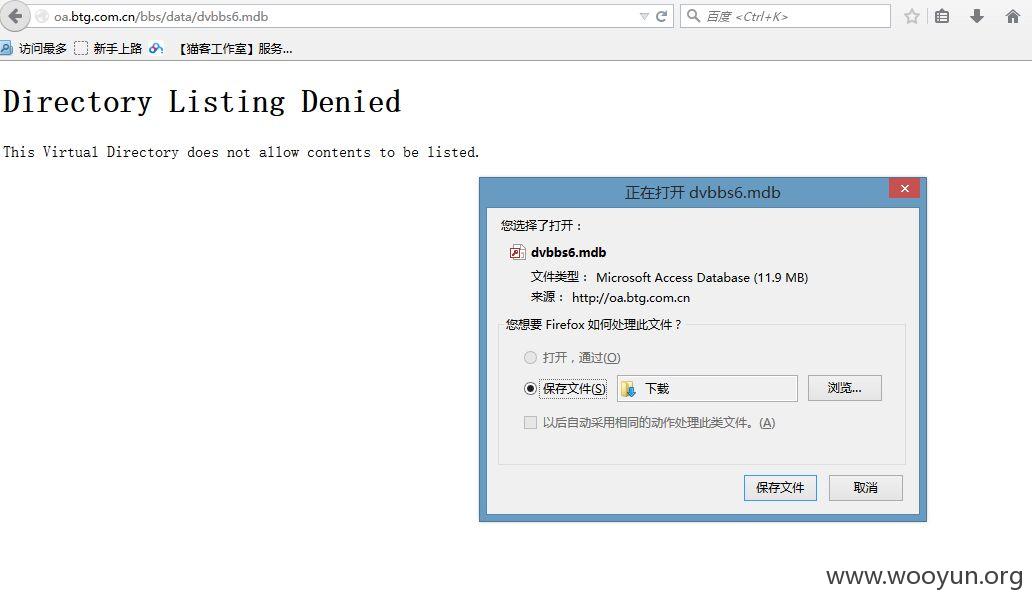 oa.btg.com.cn/bbs/data/dvbbs6.mdb
百度 <Ctrl+K>
访问最多 新手上路 【猫客工作室】服务...
Directory Listing Denied
This Virtual Directory does not allow contents to be listed.
正在打开 dvbbs6.mdb
您选择了打开：
dvbbs6.mdb
文件类型： Microsoft Access Database (11.9 MB)
来源： http://oa.btg.com.cn
您想要 Firefox 如何处理此文件？
打开，通过(O)
保存文件(S) 下载 浏览...
以后自动采用相同的动作处理此类文件。(A)
保存文件 取消
www.wooyun.org